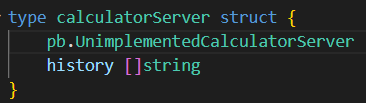 type calculatorServer struct {
    pb.UnimplementedCalculatorServer
    history []string
}